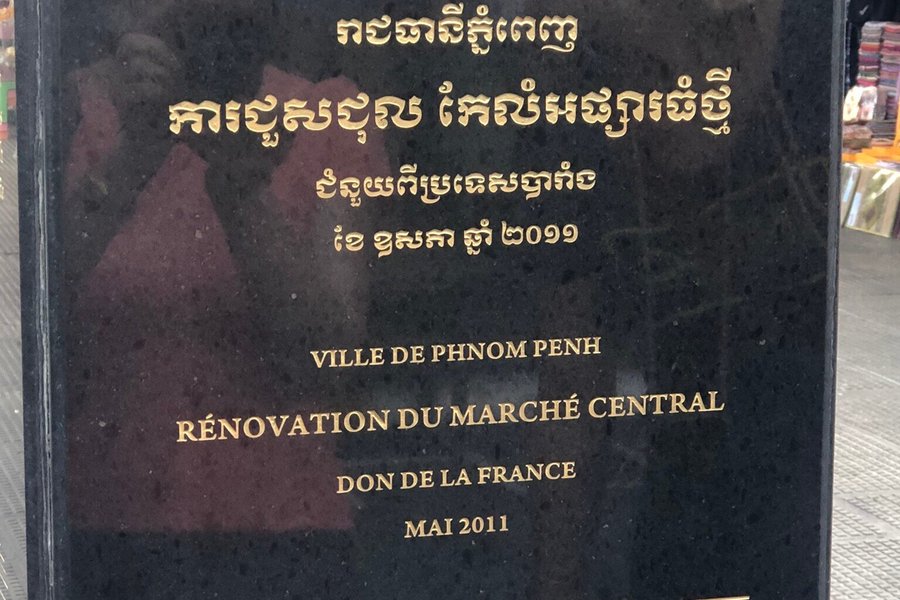 រាជធានីភ្នំពេញ
ការជួសជុល កែលំអផ្សារធំថ្មី
ជំនួយពីប្រទេសបារាំង
ខែ ឧសភា ឆ្នាំ ២០១១
VILLE DE PHNOM PENH
RÉNOVATION DU MARCHÉ CENTRAL
DON DE LA FRANCE
MAI 2011